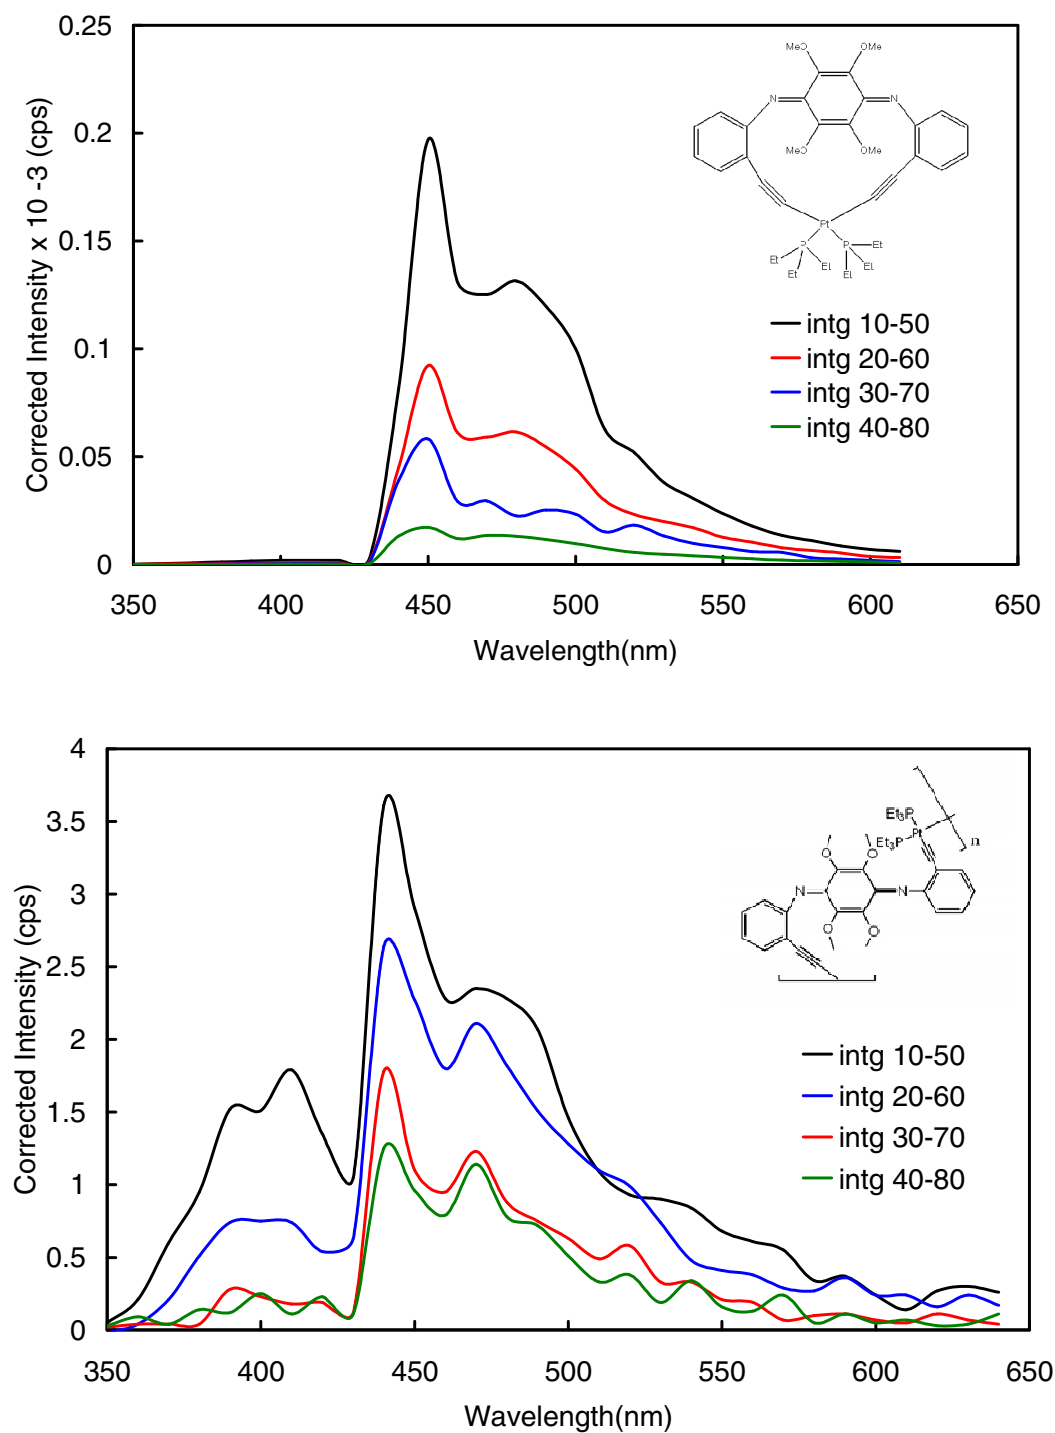 0.25
0.2
0.15
0.1
0.05
0
Corrected Intensity x 10 -3 (cps)
MeO OMe
N N
MeO OMe
Pt
Et P P Et
Et Et Et Et
intg 10-50
intg 20-60
intg 30-70
intg 40-80
350 400 450 500 550 600 650
Wavelength(nm)
4
3.5
3
2.5
2
1.5
1
0.5
0
Corrected Intensity (cps)
Et3P
Et3P Pt n
O O
N N
O O
intg 10-50
intg 20-60
intg 30-70
intg 40-80
350 400 450 500 550 600 650
Wavelength(nm)